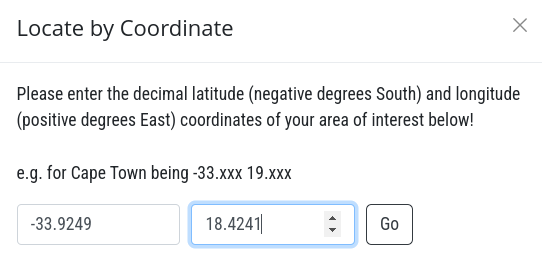 Locate by Coordinate
Please enter the decimal latitude (negative degrees South) and longitude
(positive degrees East) coordinates of your area of interest below!
e.g. for Cape Town being -33.xxx 19.xxx
-33.9249 18.4241 Go